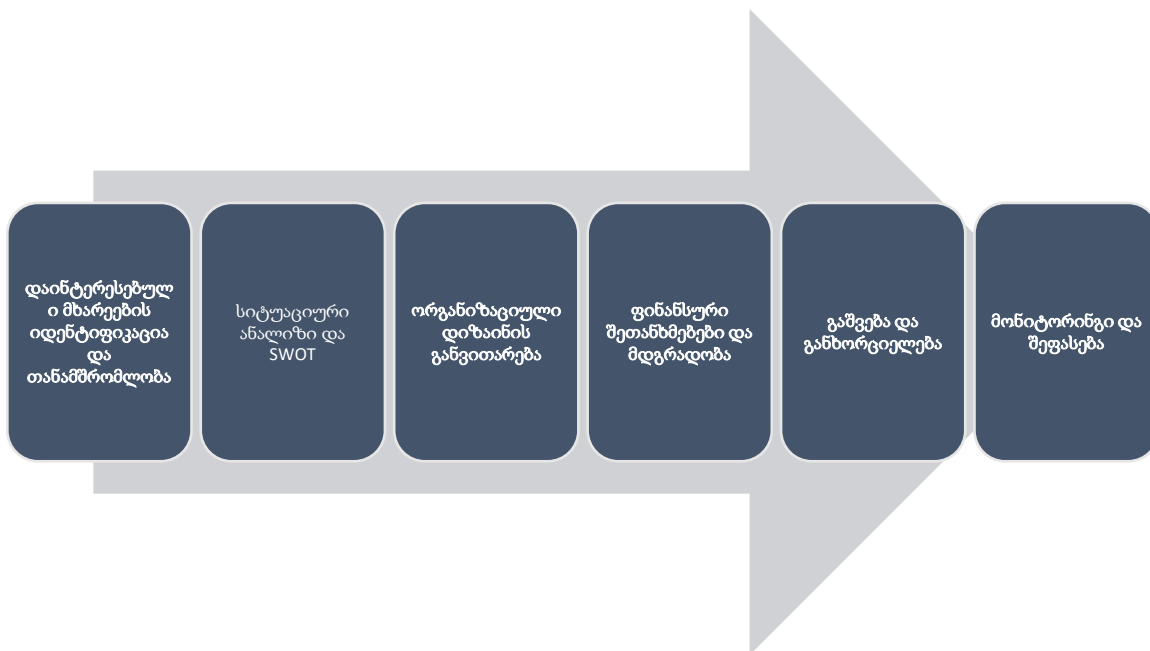 დაინტერესებულ
ი მხარეების
იდენტიფიკაცია
და
თანამშრომლობა
სიტუაციური
ანალიზი და
SWOT
ორგანიზაციული
დიზაინის
განვითარება
ფინანსური
შეთანხმებები და
მდგრადობა
გაშვება და
განხორციელება
მონიტორინგი და
შეფასება